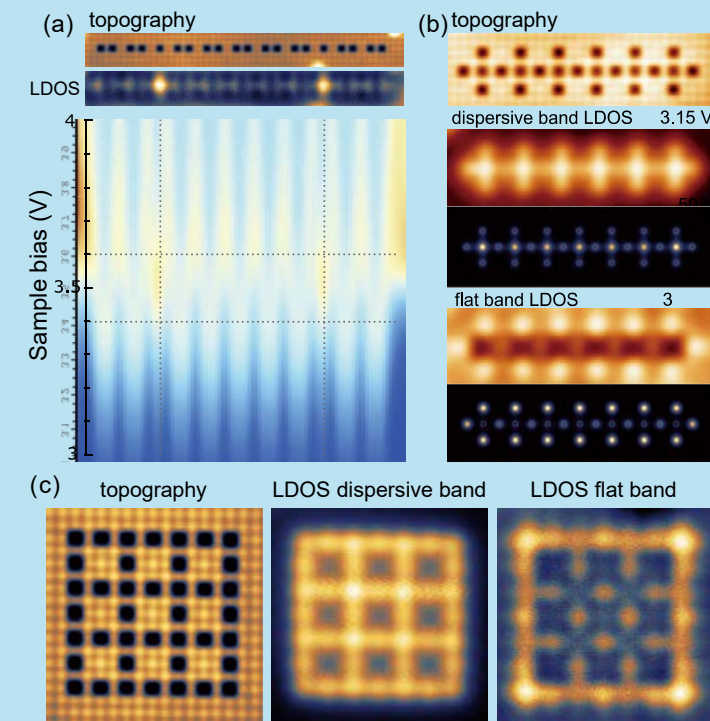 (a) topography
LDOS
Sample bias (V)
4
3.5
3
(b) topography
dispersive band LDOS 3.15 V
flat band LDOS 3
(c) topography
LDOS dispersive band
LDOS flat band